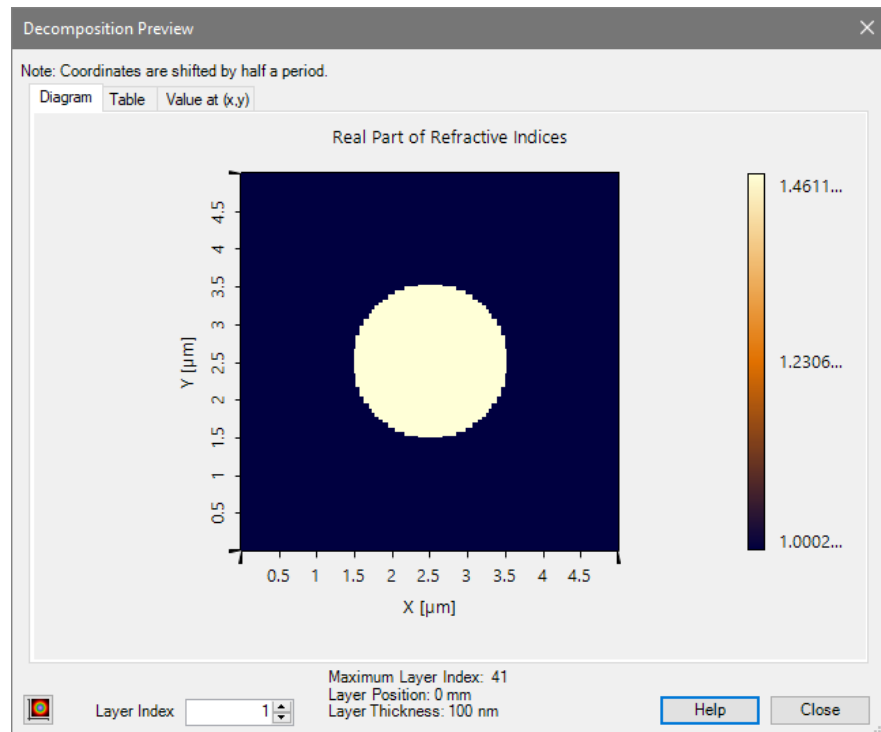 Decomposition Preview
Note: Coordinates are shifted by half a period.
Diagram Table Value at (x,y)
Real Part of Refractive Indices
4.5
4
3.5
3
2.5
2
1.5
1
0.5
Y [µm]
0.5 1 1.5 2 2.5 3 3.5 4 4.5
X [µm]
1.4611...
1.2306...
1.0002...
Maximum Layer Index: 41
Layer Position: 0 mm
Layer Thickness: 100 nm
Layer Index 1
Help Close